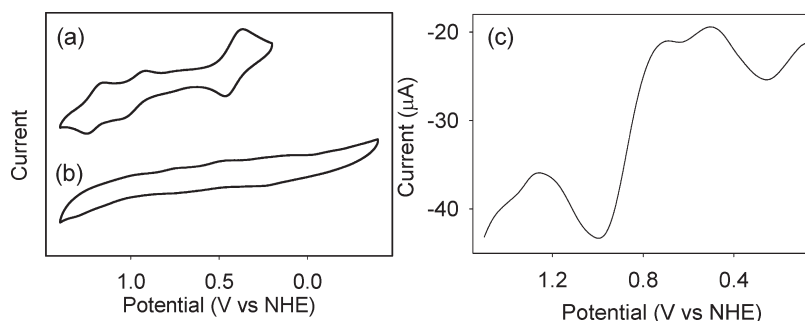 (a)
(b)
Current
1.0 0.5 0.0
Potential (V vs NHE)
(c)
-20
-30
-40
Current (μA)
1.2 0.8 0.4
Potential (V vs NHE)